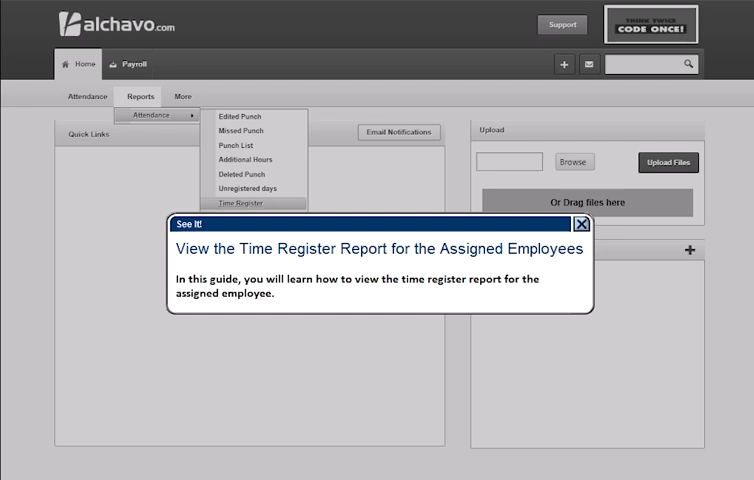 alchavo.com
Support
THINK TWICE
CODE ONCE!
Home
Payroll
Attendance
Reports
More
Attendance
Edited Punch
Missed Punch
Punch List
Additional Hours
Deleted Punch
Unregistered days
Time Register
Quick Links
Email Notifications
Upload
Browse
Upload Files
Or Drag files here
See It!
View the Time Register Report for the Assigned Employees
In this guide, you will learn how to view the time register report for the
assigned employee.